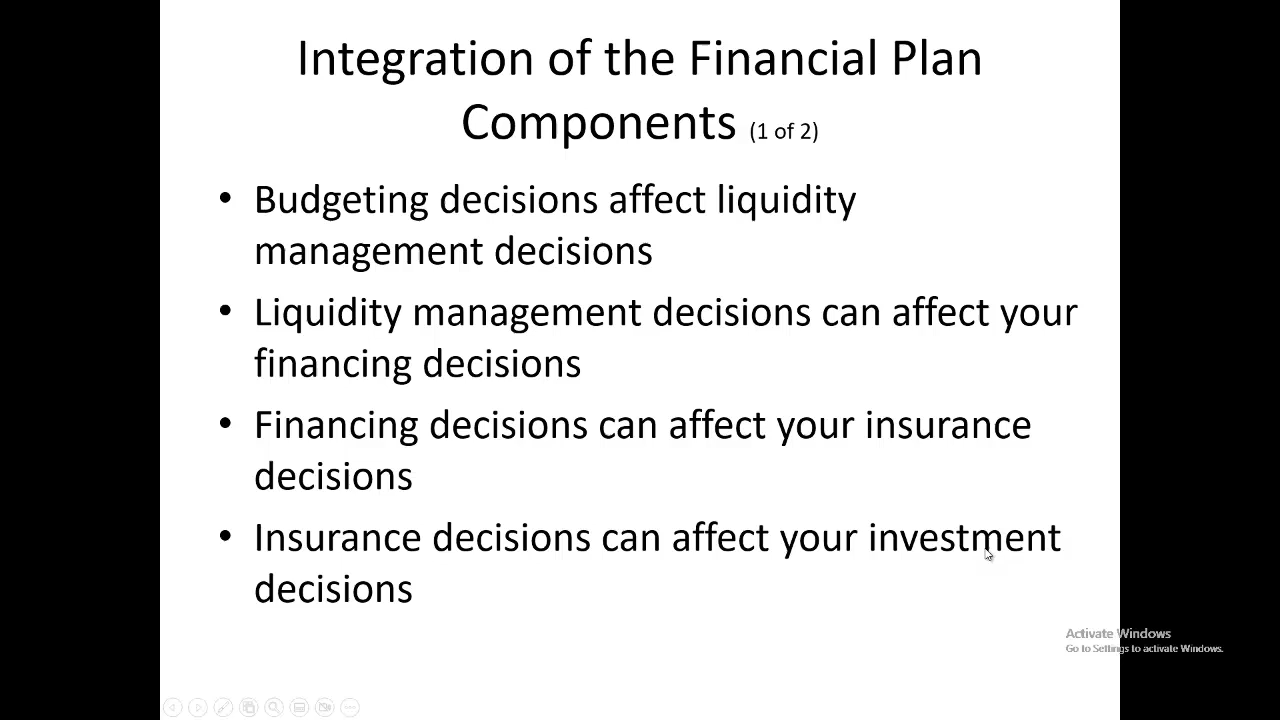 Integration of the Financial Plan
Components (1 of 2)
• Budgeting decisions affect liquidity
management decisions
• Liquidity management decisions can affect your
financing decisions
• Financing decisions can affect your insurance
decisions
• Insurance decisions can affect your investment
decisions
Activate Windows
Go to Settings to activate Windows.